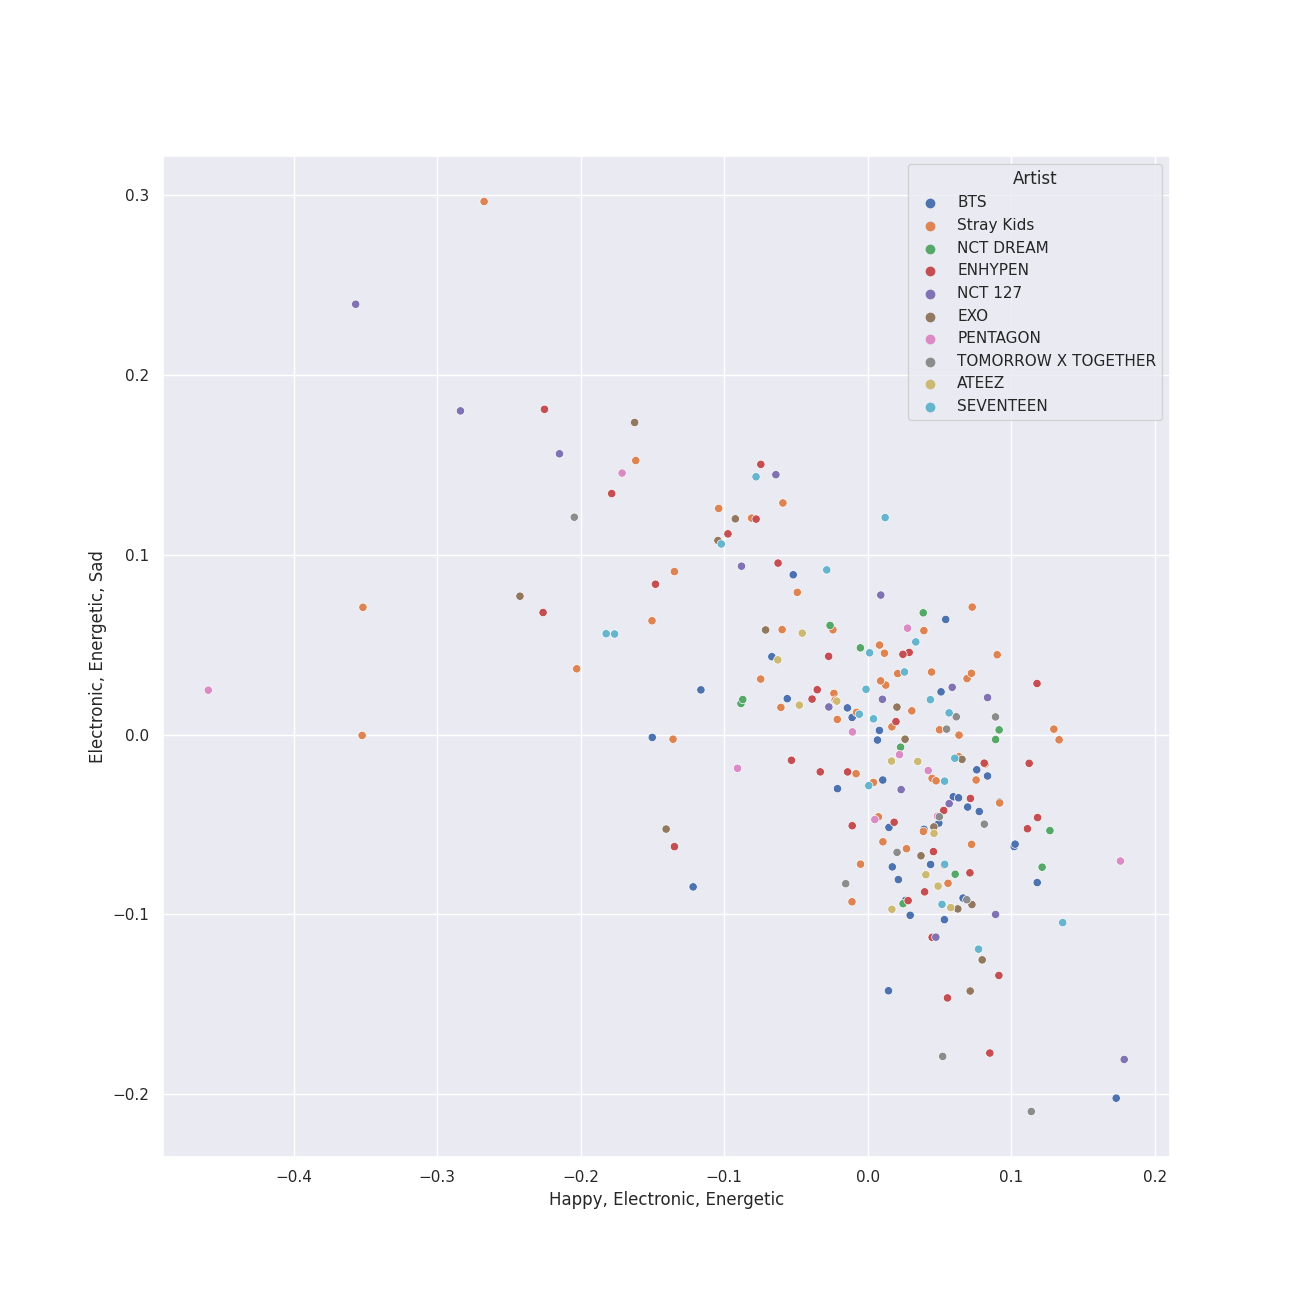 Artist
BTS
Stray Kids
NCT DREAM
ENHYPEN
NCT 127
EXO
PENTAGON
TOMORROW X TOGETHER
ATEEZ
SEVENTEEN
0.3
0.2
0.1
0.0
−0.1
−0.2
Electronic, Energetic, Sad
−0.4 −0.3 −0.2 −0.1 0.0 0.1 0.2
Happy, Electronic, Energetic